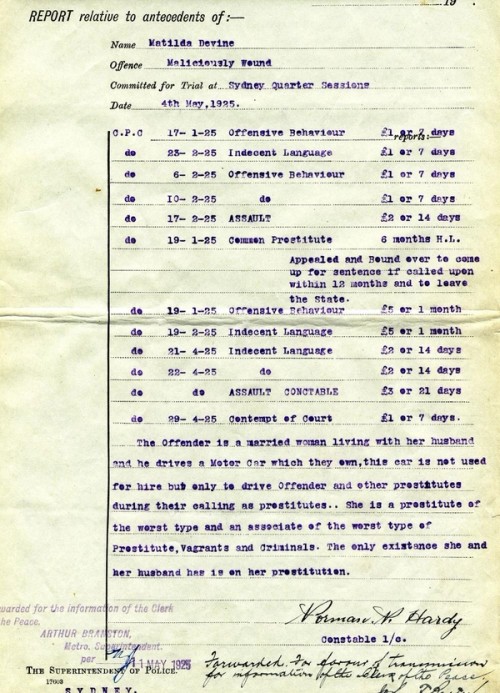 19 .
REPORT relative to antecedents of:—
Name Matilda Devine
Offence Maliciously Wound
Committed for Trial at Sydney Quarter Sessions
Date 4th May,1925.
reports:—
C.P.C 17- 1-25 Offensive Behaviour £1 or 7 days
do 23- 2-25 Indecent Language £1 or 7 days
do 6- 2-25 Offensive Behaviour £1 or 7 days
do 10- 2-25 do £1 or 7 days
do 17- 2-25 ASSAULT £2 or 14 days
do 19- 1-25 Common Prostitute 6 months H.L.
Appealed and Bound over to come
up for sentence if called upon
within 12 months and to leave
the State.
do 19- 1-25 Offensive Behaviour £5 or 1 month
do 19- 2-25 Indecent Language £5 or 1 month
do 21- 4-25 Indecent Language £2 or 14 days
do 22- 4-25 do £2 or 14 days
do do ASSAULT CONCTABLE £3 or 21 days
do 29- 4-25 Contempt of Court £1 or 7 days.
The Offender is a married woman living with her husband
and he drives a Motor Car which they own,this car is not used
for hire but only to drive Offender and other prostitutes
during their calling as prostitutes.. She is a prostitute of
the worst type and an associate of the worst type of
Prostitute,Vagrants and Criminals. The only existance she and
her husband has is on her prostitution.
Norman N. Hardy
Constable 1/c.
warded for the information of the Clerk
the Peace.
ARTHUR BRANSTON,
Metro. Superintendent.
per
11 MAY 1925
THE SUPERINTENDENT OF POLICE.
17603
SYDNEY.
Forwarded. For favour of transmission
for information of the Clerk of the Peace